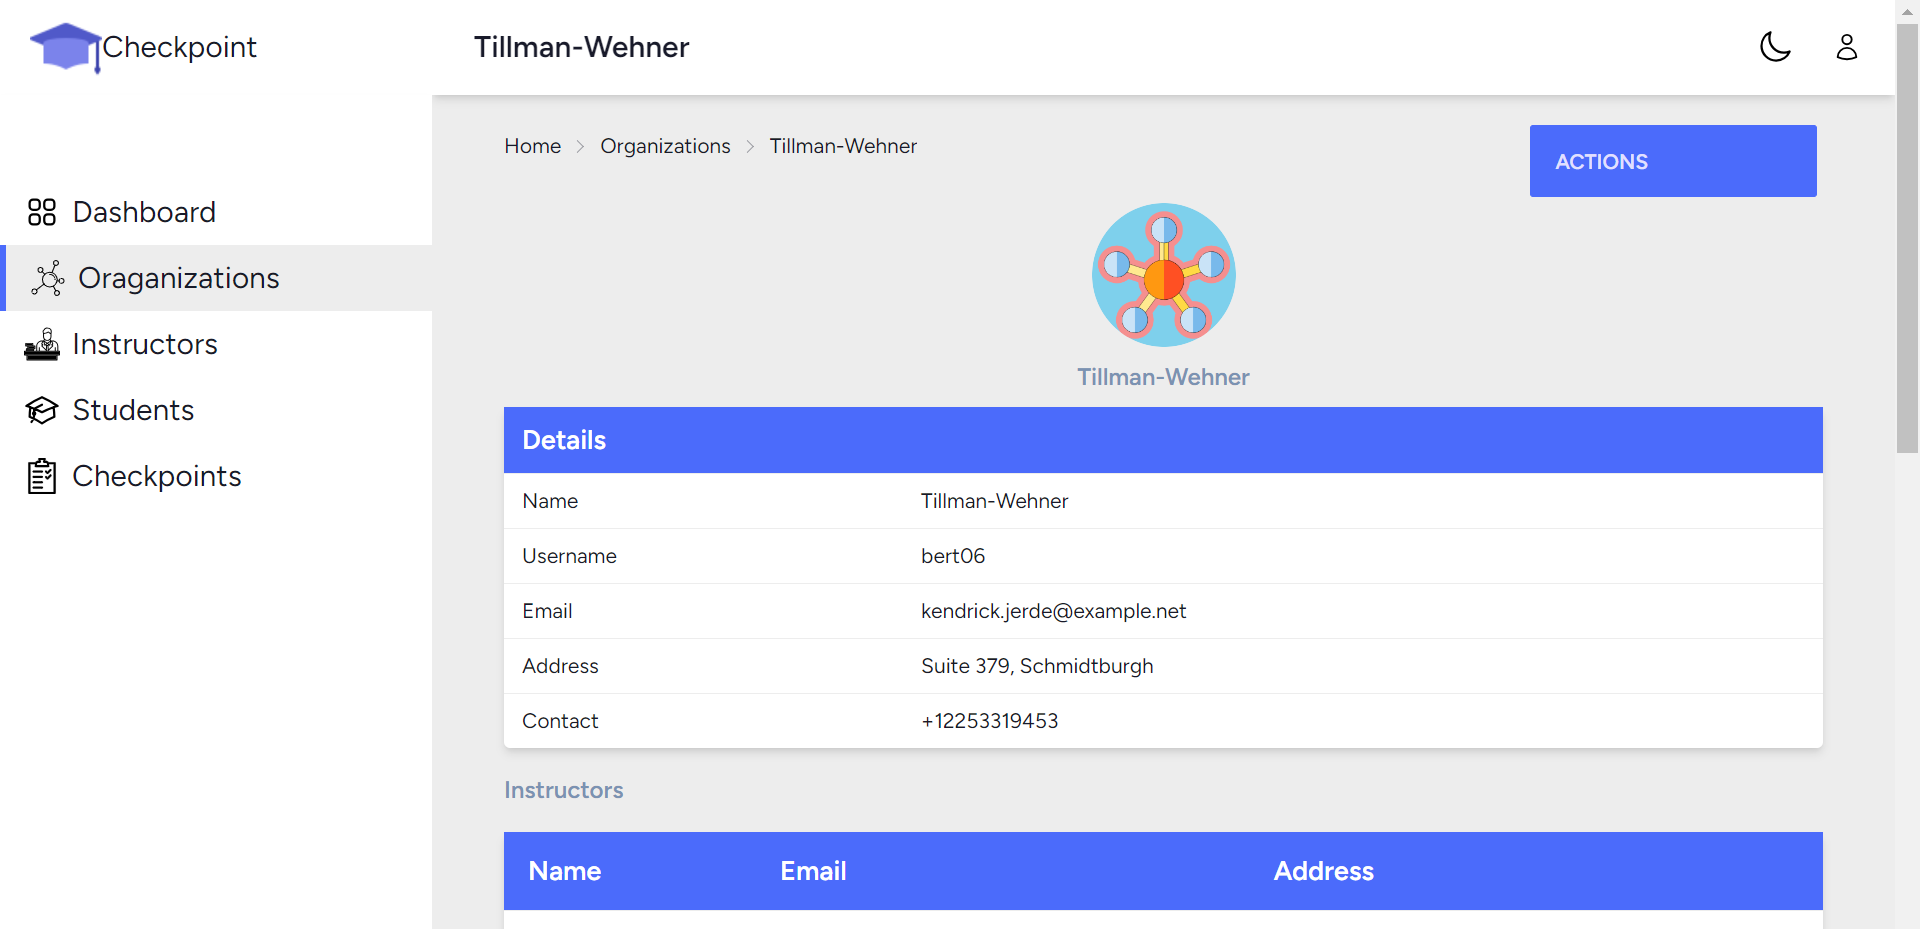 Checkpoint
Tillman-Wehner
Home > Organizations > Tillman-Wehner
ACTIONS
Dashboard
Oraganizations
Instructors
Students
Checkpoints
Tillman-Wehner
Details
Name Tillman-Wehner
Username bert06
Email kendrick.jerde@example.net
Address Suite 379, Schmidtburgh
Contact +12253319453
Instructors
Name Email Address